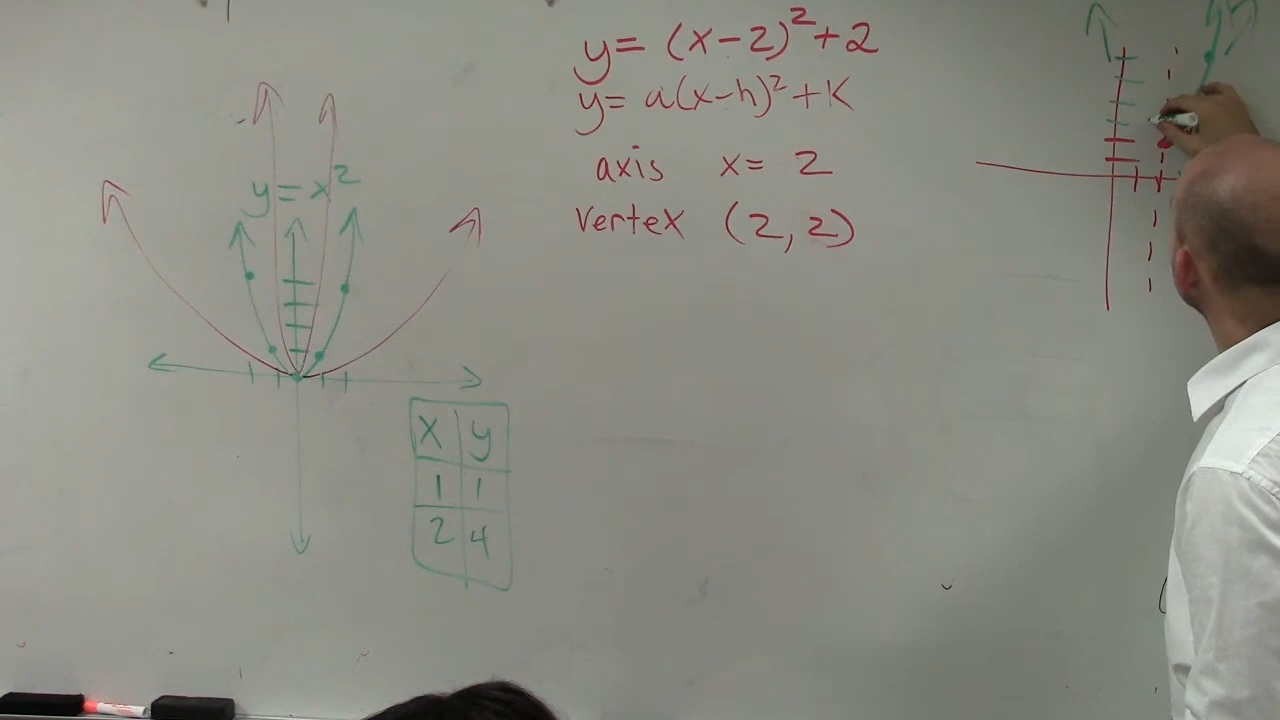 y = (x-2)² + 2
y = a(x-h)² + K
axis x = 2
vertex (2, 2)
y = x²
x y
1 1
2 4